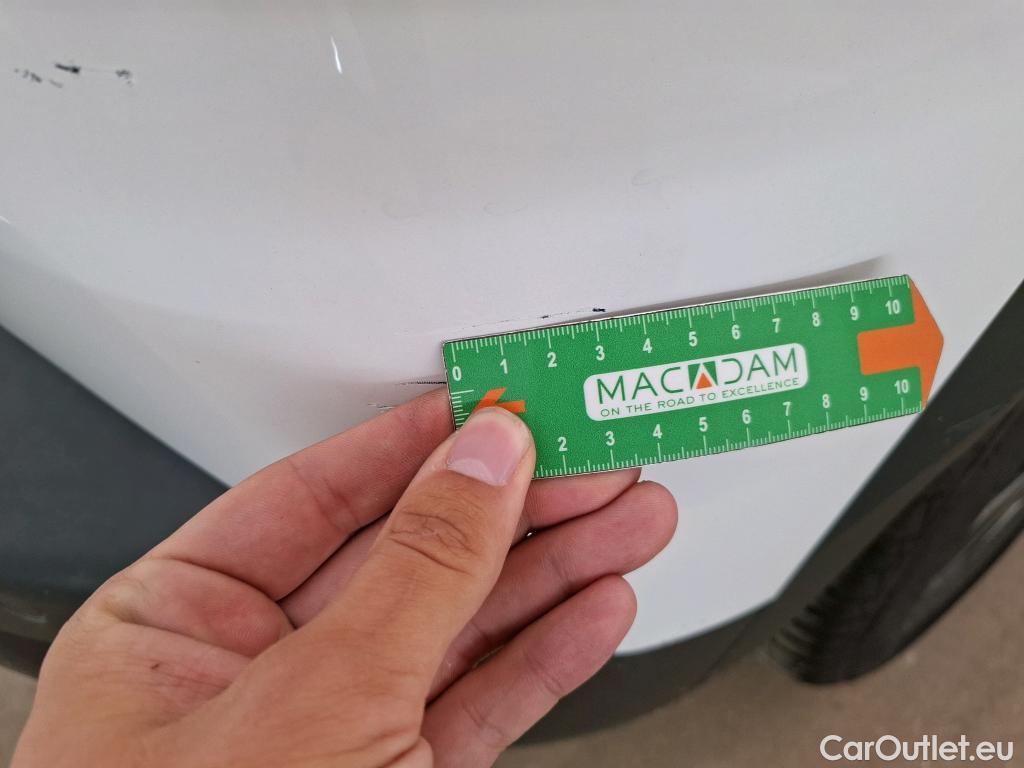 0 1 2 3 4 5 6 7 8 9 10
MACADAM
ON THE ROAD TO EXCELLENCE
2 3 4 5 6 7 8 9 10
CarOutlet.eu